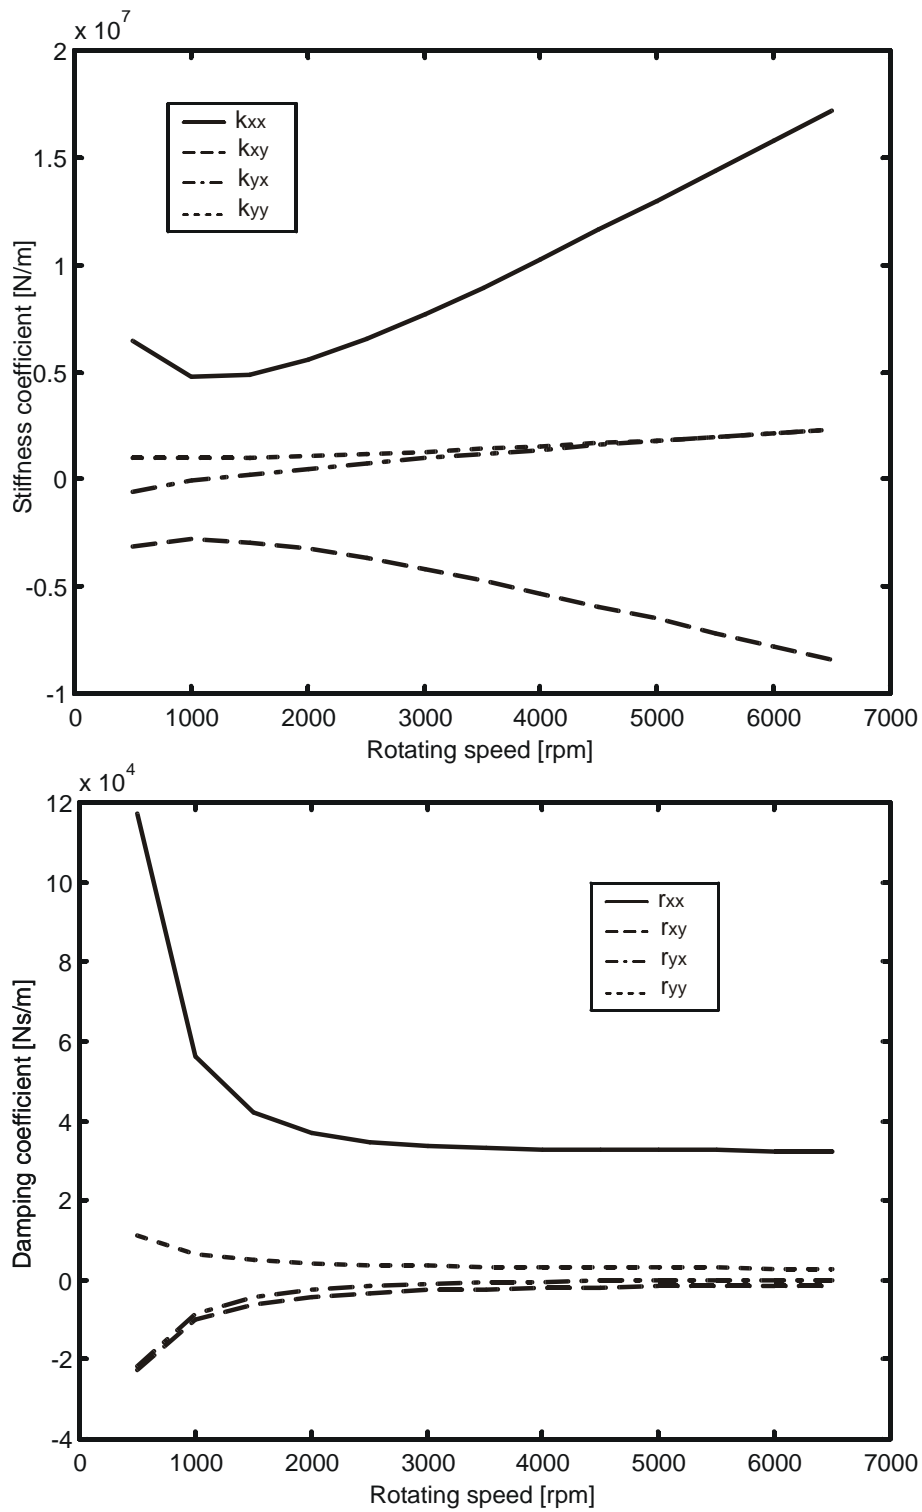 x 10^7
2
1.5
1
0.5
0
-0.5
-1
Stiffness coefficient [N/m]
kxx
kxy
kyx
kyy
0 1000 2000 3000 4000 5000 6000 7000
Rotating speed [rpm]
x 10^4
12
10
8
6
4
2
0
-2
-4
Damping coefficient [Ns/m]
rxx
rxy
ryx
ryy
0 1000 2000 3000 4000 5000 6000 7000
Rotating speed [rpm]